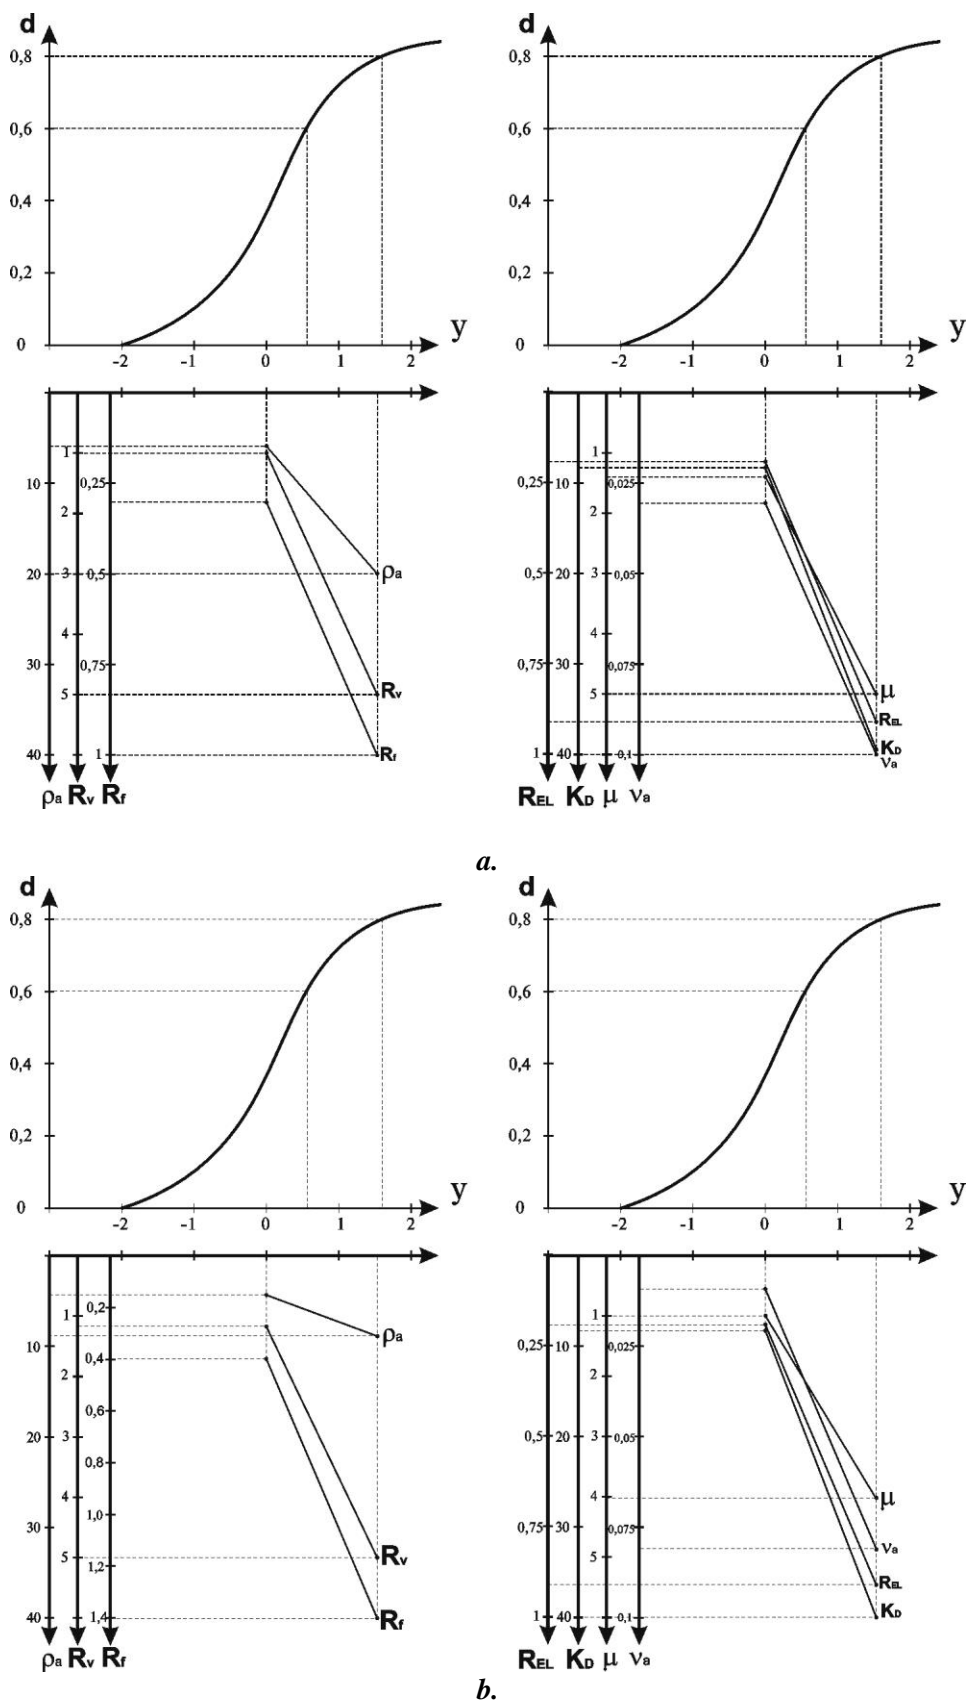 d d
0,8 0,8
0,6 0,6
0,4 0,4
0,2 0,2
y y
0 0
-2 -1 0 1 2 -2 -1 0 1 2
1 1
10 0,25 0,25 10 0,025
2 2
20 3 0,5 ρa 0,5 20 3 0,05
4 4
30 0,75 0,75 30 0,075
5 Rv 5 μ
REL
KD
40 1 Rf 1 40 0,1 νa
ρa Rv Rf REL KD μ νa
a.
d d
0,8 0,8
0,6 0,6
0,4 0,4
0,2 0,2
y y
0 0
-2 -1 0 1 2 -2 -1 0 1 2
0,2
1 1
ρa
10 0,25 10 0,025
0,4
2 2
0,6
20 3 0,5 20 3 0,05
0,8
4 4 μ
1,0
30 0,75 30 0,075
νa
5 Rv 5
1,2
REL
40 1,4 Rf 1 40 0,1 KD
ρa Rv Rf REL KD μ νa
b.